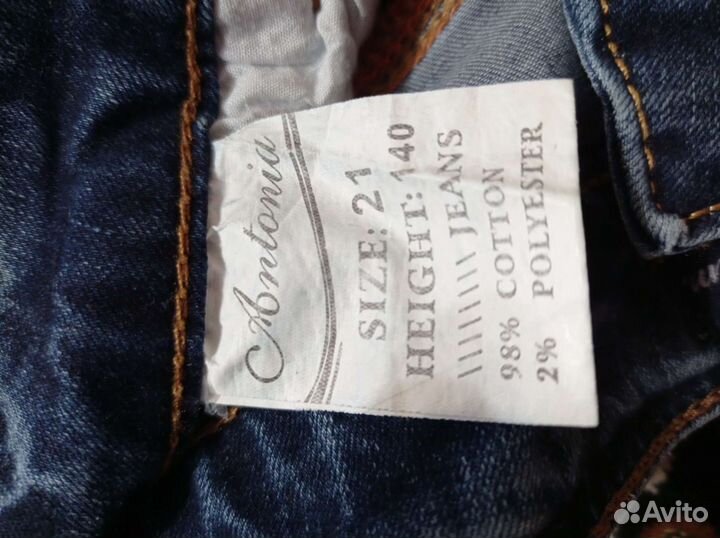 Antonia
SIZE: 21
HEIGHT: 140
\\\\\\\\ JEANS
98% COTTON
2% POLYESTER
Avito